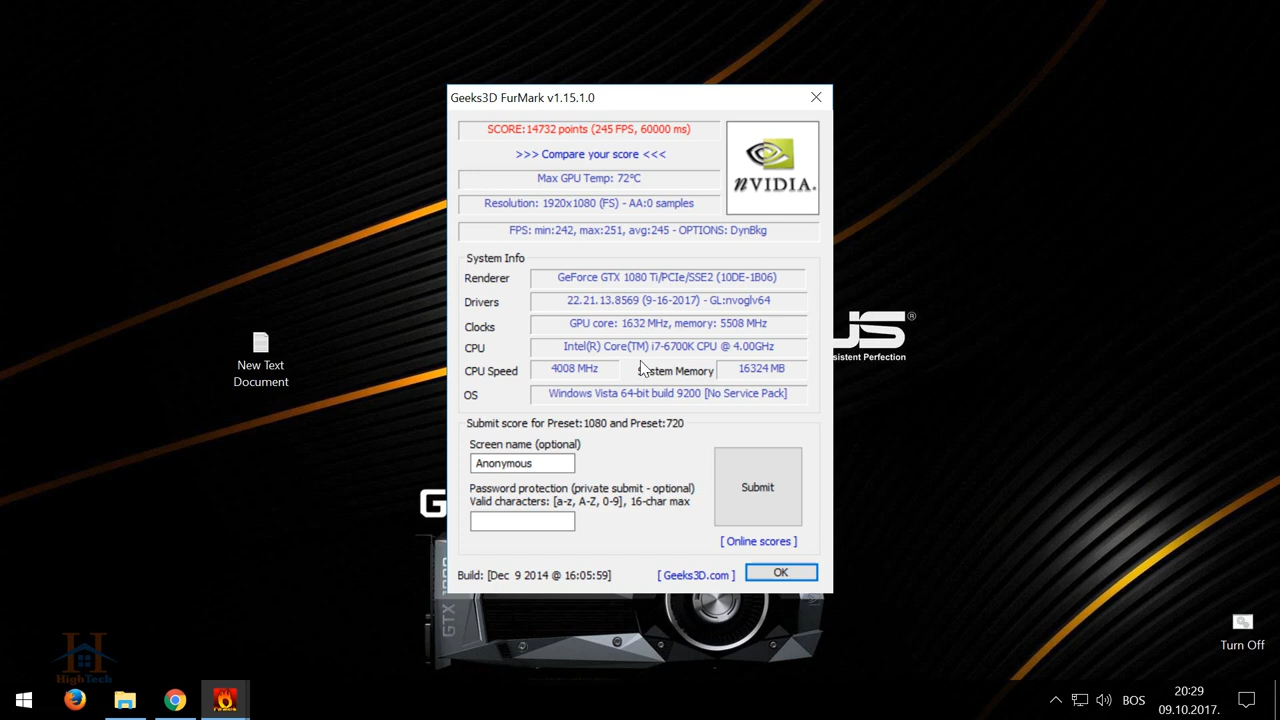 Geeks3D FurMark v1.15.1.0
SCORE:14732 points (245 FPS, 60000 ms)
>>> Compare your score <<<
Max GPU Temp: 72°C
Resolution: 1920x1080 (FS) - AA:0 samples
nVIDIA.
FPS: min:242, max:251, avg:245 - OPTIONS: DynBkg
System Info
Renderer GeForce GTX 1080 Ti/PCIe/SSE2 (10DE-1B06)
Drivers 22.21.13.8569 (9-16-2017) - GL:nvoglv64
Clocks GPU core: 1632 MHz, memory: 5508 MHz
CPU Intel(R) Core(TM) i7-6700K CPU @ 4.00GHz
CPU Speed 4008 MHz System Memory 16324 MB
OS Windows Vista 64-bit build 9200 [No Service Pack]
Submit score for Preset:1080 and Preset:720
Screen name (optional)
Anonymous
Password protection (private submit - optional)
Valid characters: [a-z, A-Z, 0-9], 16-char max
Submit
[ Online scores ]
Build: [Dec 9 2014 @ 16:05:59] [ Geeks3D.com ] OK
New Text
Document
US®
sistent Perfection
G
GTX
Turn Off
H
HighTech
BOS
20:29
09.10.2017.